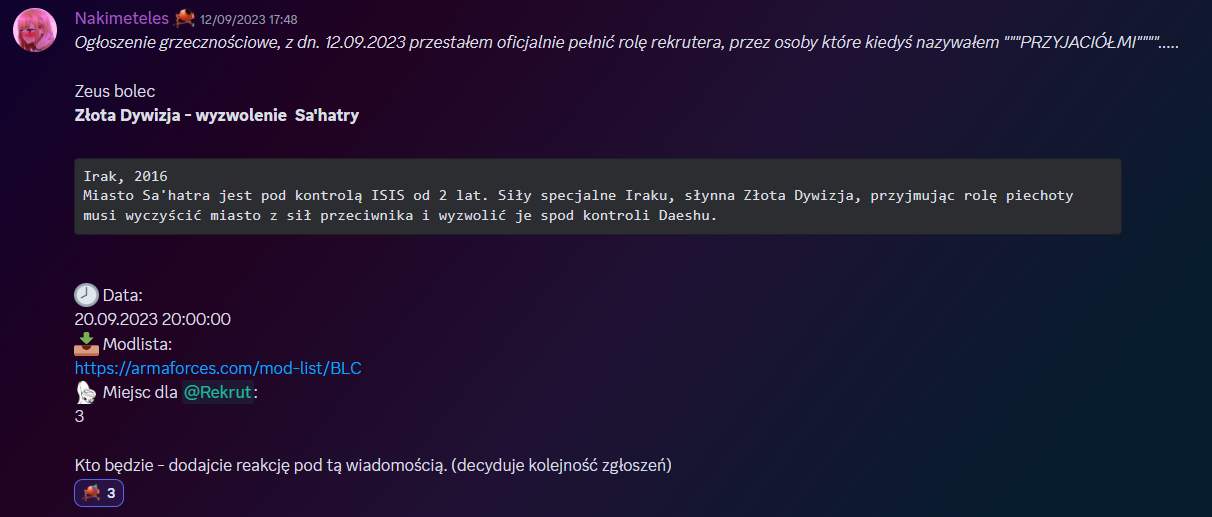 Nakimeteles 12/09/2023 17:48
Ogłoszenie grzecznościowe, z dn. 12.09.2023 przestałem oficjalnie pełnić rolę rekrutera, przez osoby które kiedyś nazywałem """PRZYJACIÓŁMI"""".....
Zeus bolec
Złota Dywizja - wyzwolenie Sa'hatry
Irak, 2016
Miasto Sa'hatra jest pod kontrolą ISIS od 2 lat. Siły specjalne Iraku, słynna Złota Dywizja, przyjmując rolę piechoty
musi wyczyścić miasto z sił przeciwnika i wyzwolić je spod kontroli Daeshu.
Data:
20.09.2023 20:00:00
Modlista:
https://armaforces.com/mod-list/BLC
Miejsc dla @Rekrut:
3
Kto będzie - dodajcie reakcję pod tą wiadomością. (decyduje kolejność zgłoszeń)
3